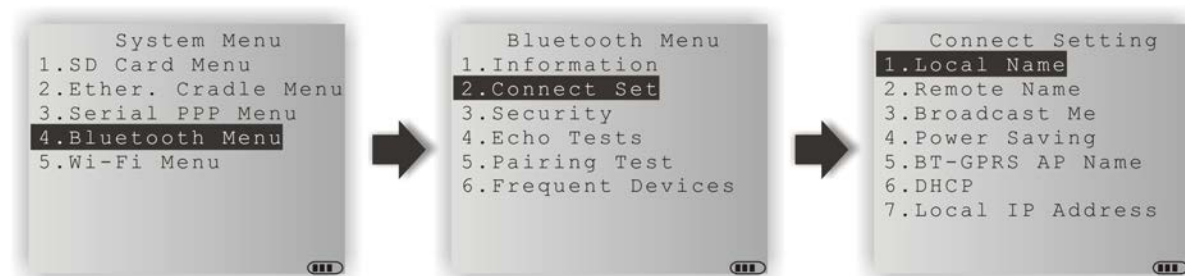 System Menu
1.SD Card Menu
2.Ether. Cradle Menu
3.Serial PPP Menu
4.Bluetooth Menu
5.Wi-Fi Menu
Bluetooth Menu
1.Information
2.Connect Set
3.Security
4.Echo Tests
5.Pairing Test
6.Frequent Devices
Connect Setting
1.Local Name
2.Remote Name
3.Broadcast Me
4.Power Saving
5.BT-GPRS AP Name
6.DHCP
7.Local IP Address